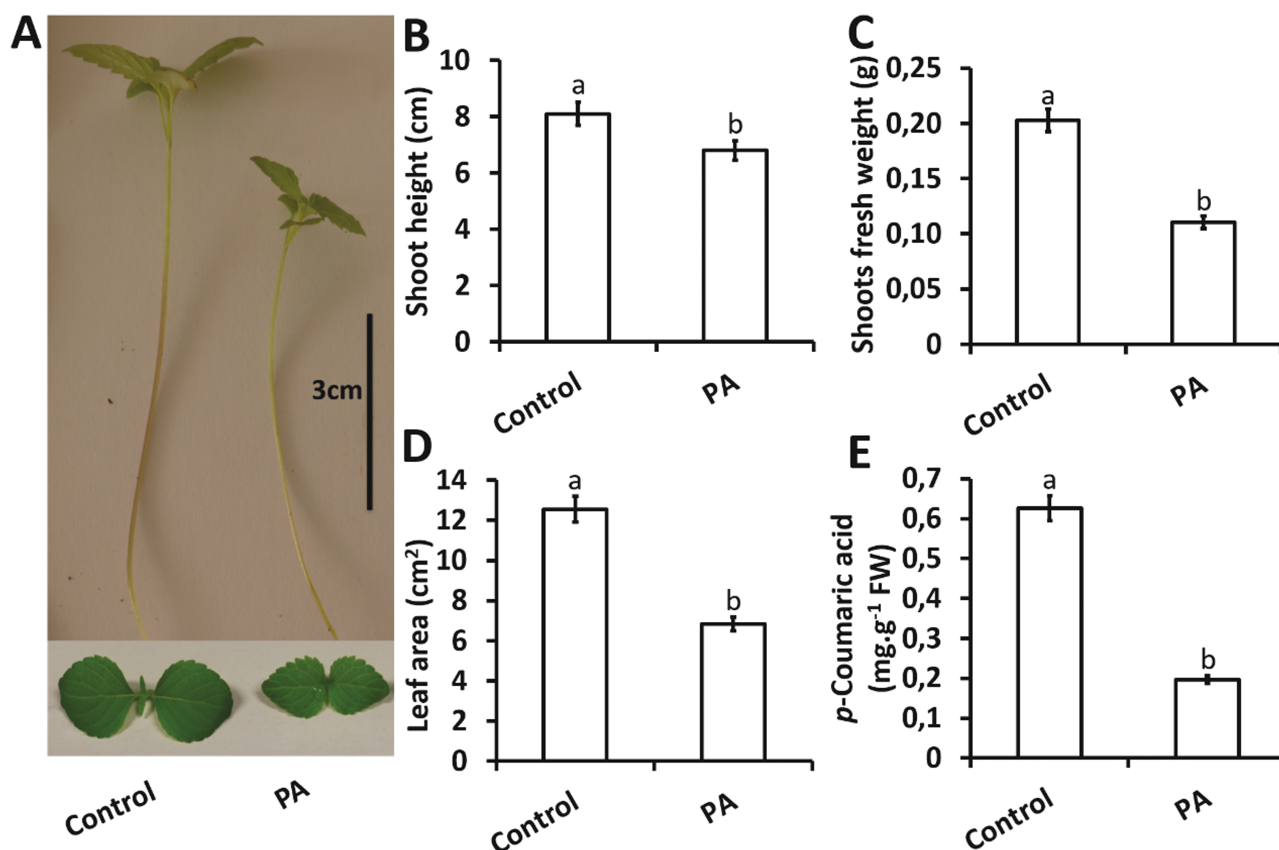 A
3cm
Control
PA
B
Shoot height (cm)
10
8
6
4
2
0
a
b
Control
PA
C
Shoots fresh weight (g)
0,25
0,20
0,15
0,10
0,05
0
a
b
Control
PA
D
Leaf area (cm²)
14
12
10
8
6
4
2
0
a
b
Control
PA
E
p-Coumaric acid
(mg.g⁻¹ FW)
0,7
0,6
0,5
0,4
0,3
0,2
0,1
0
a
b
Control
PA